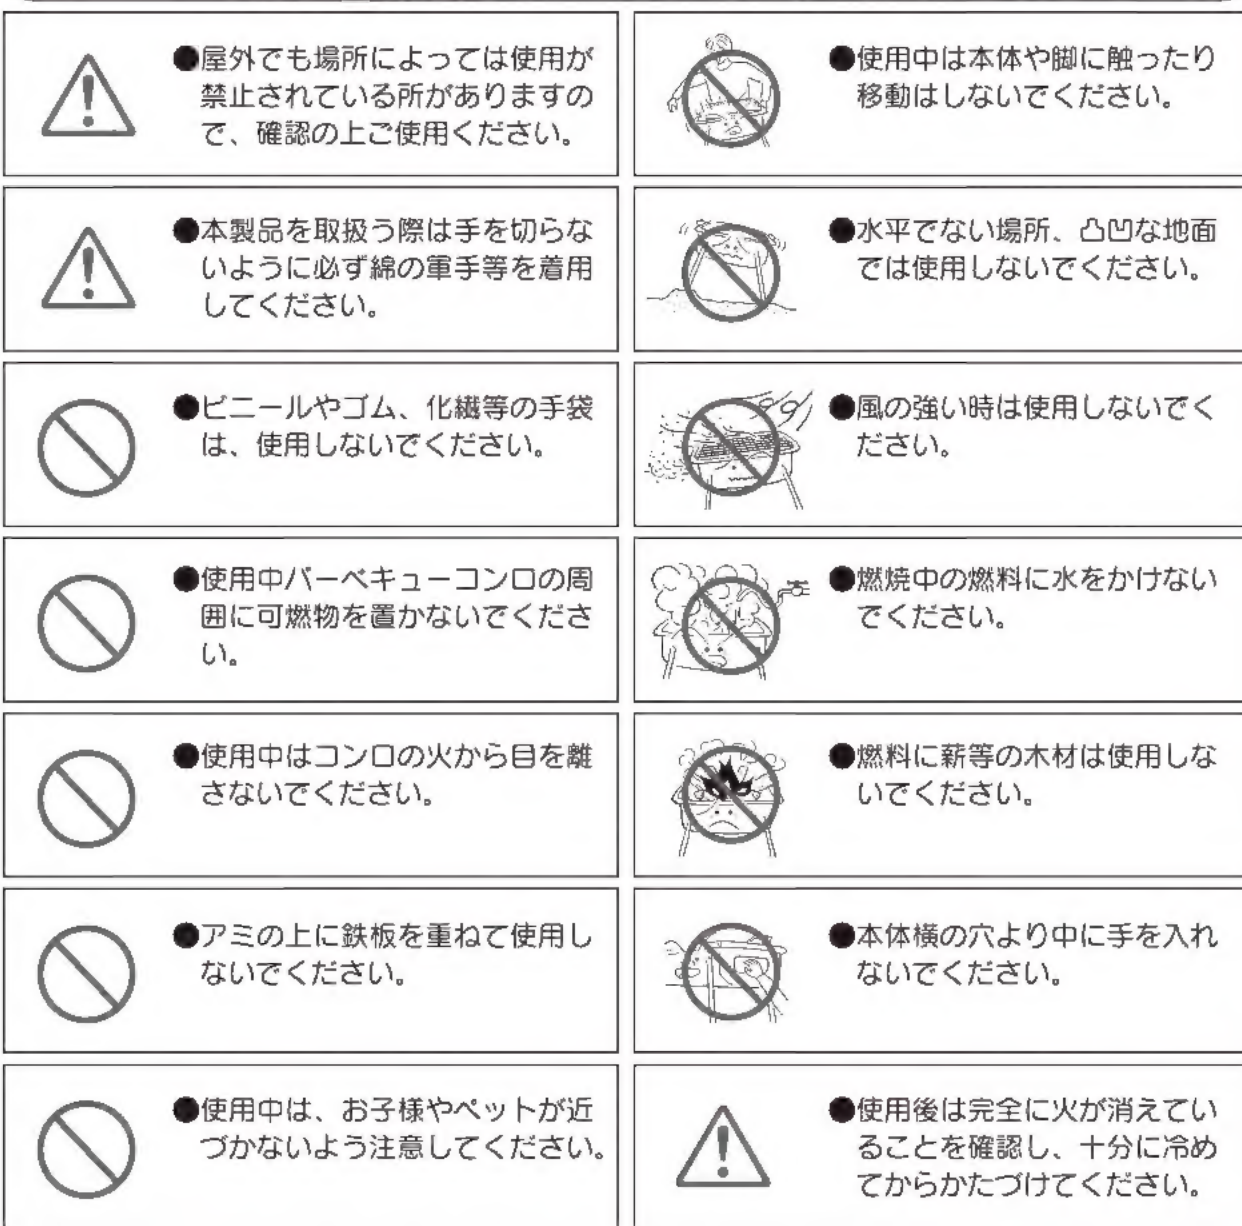 ●屋外でも場所によっては使用が
禁止されている所がありますの
で、確認の上ご使用ください。
●本製品を取扱う際は手を切らな
いように必ず綿の軍手等を着用
してください。
●ビニールやゴム、化繊等の手袋
は、使用しないでください。
●使用中バーベキューコンロの周
囲に可燃物を置かないでくださ
い。
●使用中はコンロの火から目を離
さないでください。
●アミの上に鉄板を重ねて使用し
ないでください。
●使用中は、お子様やペットが近
づかないよう注意してください。
●使用中は本体や脚に触ったり
移動はしないでください。
●水平でない場所、凸凹な地面
では使用しないでください。
●風の強い時は使用しないでく
ださい。
●燃焼中の燃料に水をかけない
でください。
●燃料に薪等の木材は使用しな
いでください。
●本体横の穴より中に手を入れ
ないでください。
●使用後は完全に火が消えてい
ることを確認し、十分に冷め
てからかたづけてください。